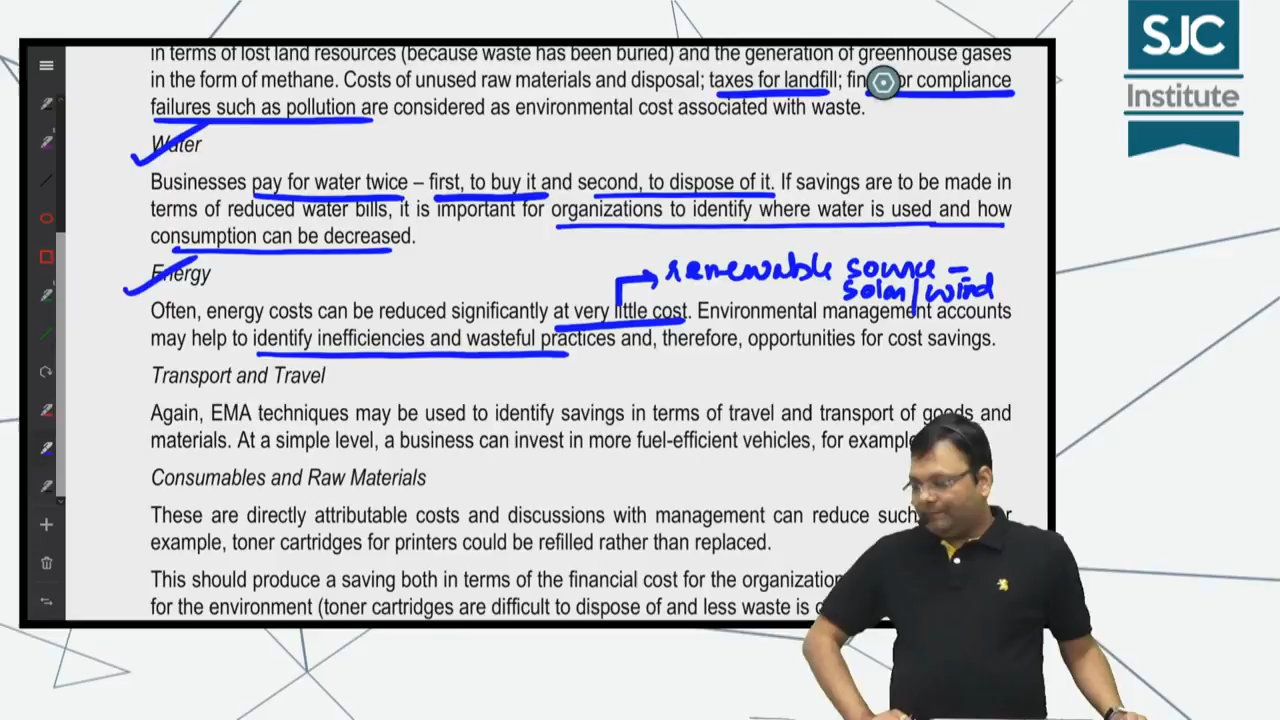 SJC
Institute
in terms of lost land resources (because waste has been buried) and the generation of greenhouse gases
in the form of methane. Costs of unused raw materials and disposal; taxes for landfill; fin or compliance
failures such as pollution are considered as environmental cost associated with waste.
Water
Businesses pay for water twice – first, to buy it and second, to dispose of it. If savings are to be made in
terms of reduced water bills, it is important for organizations to identify where water is used and how
consumption can be decreased.
Energy
renewable source –
solar/wind
Often, energy costs can be reduced significantly at very little cost. Environmental management accounts
may help to identify inefficiencies and wasteful practices and, therefore, opportunities for cost savings.
Transport and Travel
Again, EMA techniques may be used to identify savings in terms of travel and transport of goods and
materials. At a simple level, a business can invest in more fuel-efficient vehicles, for example
Consumables and Raw Materials
These are directly attributable costs and discussions with management can reduce such
example, toner cartridges for printers could be refilled rather than replaced.
This should produce a saving both in terms of the financial cost for the organization
for the environment (toner cartridges are difficult to dispose of and less waste is